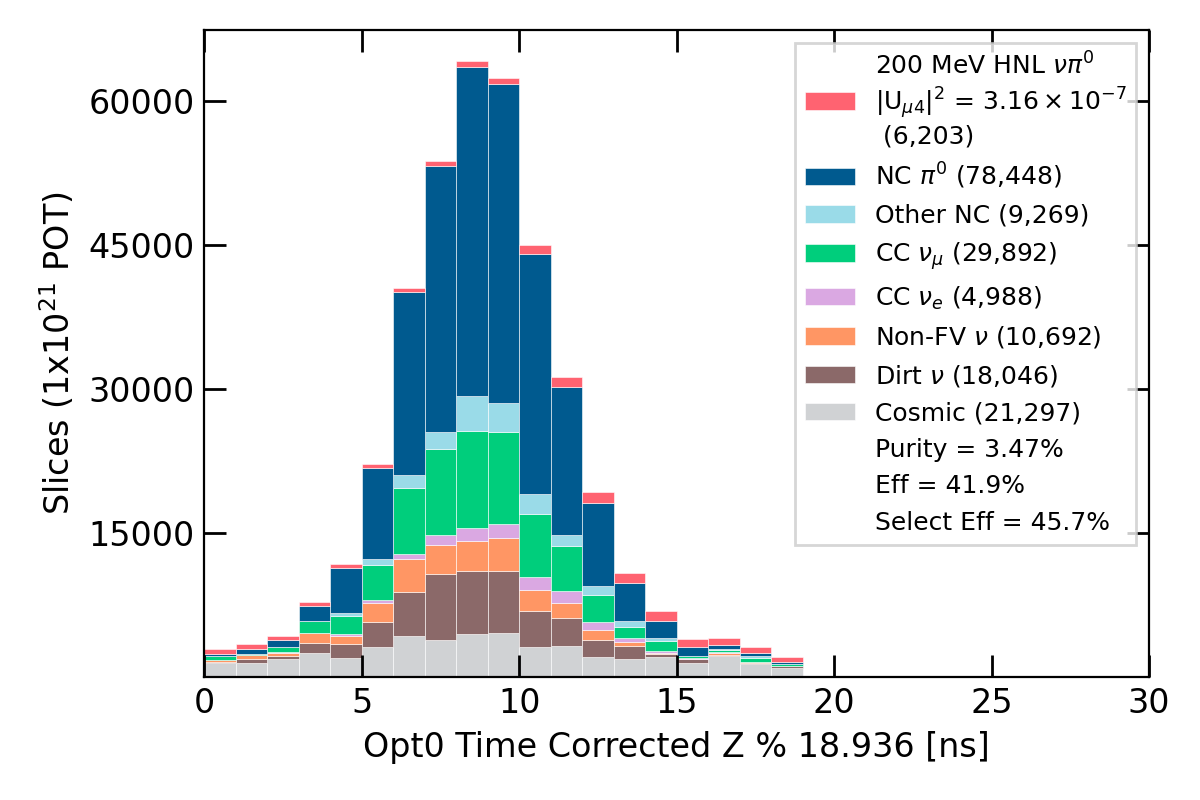 60000
45000
30000
15000
Slices (1x10²¹ POT)
0 5 10 15 20 25 30
Opt0 Time Corrected Z % 18.936 [ns]
200 MeV HNL νπ⁰
|U_{μ4}|² = 3.16 × 10⁻⁷
(6,203)
NC π⁰ (78,448)
Other NC (9,269)
CC ν_μ (29,892)
CC ν_e (4,988)
Non-FV ν (10,692)
Dirt ν (18,046)
Cosmic (21,297)
Purity = 3.47%
Eff = 41.9%
Select Eff = 45.7%